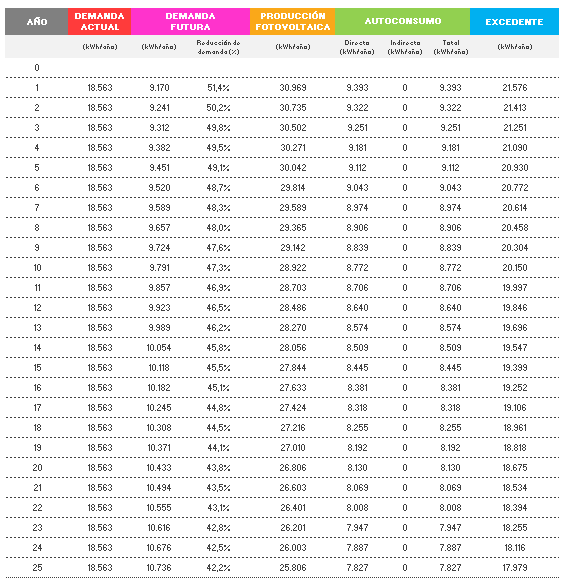 AÑO DEMANDA ACTUAL DEMANDA FUTURA PRODUCCIÓN FOTOVOLTAICA AUTOCONSUMO EXCEDENTE
(kWh/año) (kWh/año) Reducción de demanda (%) (kWh/año) Directa (kWh/año) Indirecta (kWh/año) Total (kWh/año) (kWh/año)
0
1 18.563 9.170 51,4% 30.969 9.393 0 9.393 21.576
2 18.563 9.241 50,2% 30.735 9.322 0 9.322 21.413
3 18.563 9.312 49,8% 30.502 9.251 0 9.251 21.251
4 18.563 9.382 49,5% 30.271 9.181 0 9.181 21.090
5 18.563 9.451 49,1% 30.042 9.112 0 9.112 20.930
6 18.563 9.520 48,7% 29.814 9.043 0 9.043 20.772
7 18.563 9.589 48,3% 29.589 8.974 0 8.974 20.614
8 18.563 9.657 48,0% 29.365 8.906 0 8.906 20.458
9 18.563 9.724 47,6% 29.142 8.839 0 8.839 20.304
10 18.563 9.791 47,3% 28.922 8.772 0 8.772 20.150
11 18.563 9.857 46,9% 28.703 8.706 0 8.706 19.997
12 18.563 9.923 46,5% 28.486 8.640 0 8.640 19.846
13 18.563 9.989 46,2% 28.270 8.574 0 8.574 19.696
14 18.563 10.054 45,8% 28.056 8.509 0 8.509 19.547
15 18.563 10.118 45,5% 27.844 8.445 0 8.445 19.399
16 18.563 10.182 45,1% 27.633 8.381 0 8.381 19.252
17 18.563 10.245 44,8% 27.424 8.318 0 8.318 19.106
18 18.563 10.308 44,5% 27.216 8.255 0 8.255 18.961
19 18.563 10.371 44,1% 27.010 8.192 0 8.192 18.818
20 18.563 10.433 43,8% 26.806 8.130 0 8.130 18.675
21 18.563 10.494 43,5% 26.603 8.069 0 8.069 18.534
22 18.563 10.555 43,1% 26.401 8.008 0 8.008 18.394
23 18.563 10.616 42,8% 26.201 7.947 0 7.947 18.255
24 18.563 10.676 42,5% 26.003 7.887 0 7.887 18.116
25 18.563 10.736 42,2% 25.806 7.827 0 7.827 17.979